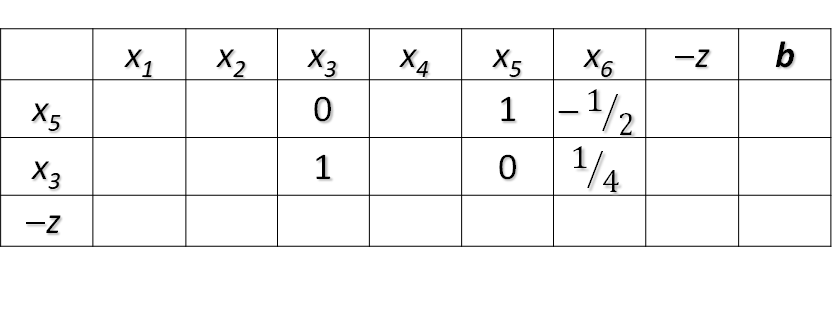 x₁ x₂ x₃ x₄ x₅ x₆ –z b
x₅ 0 1 – 1/2
x₃ 1 0 1/4
–z